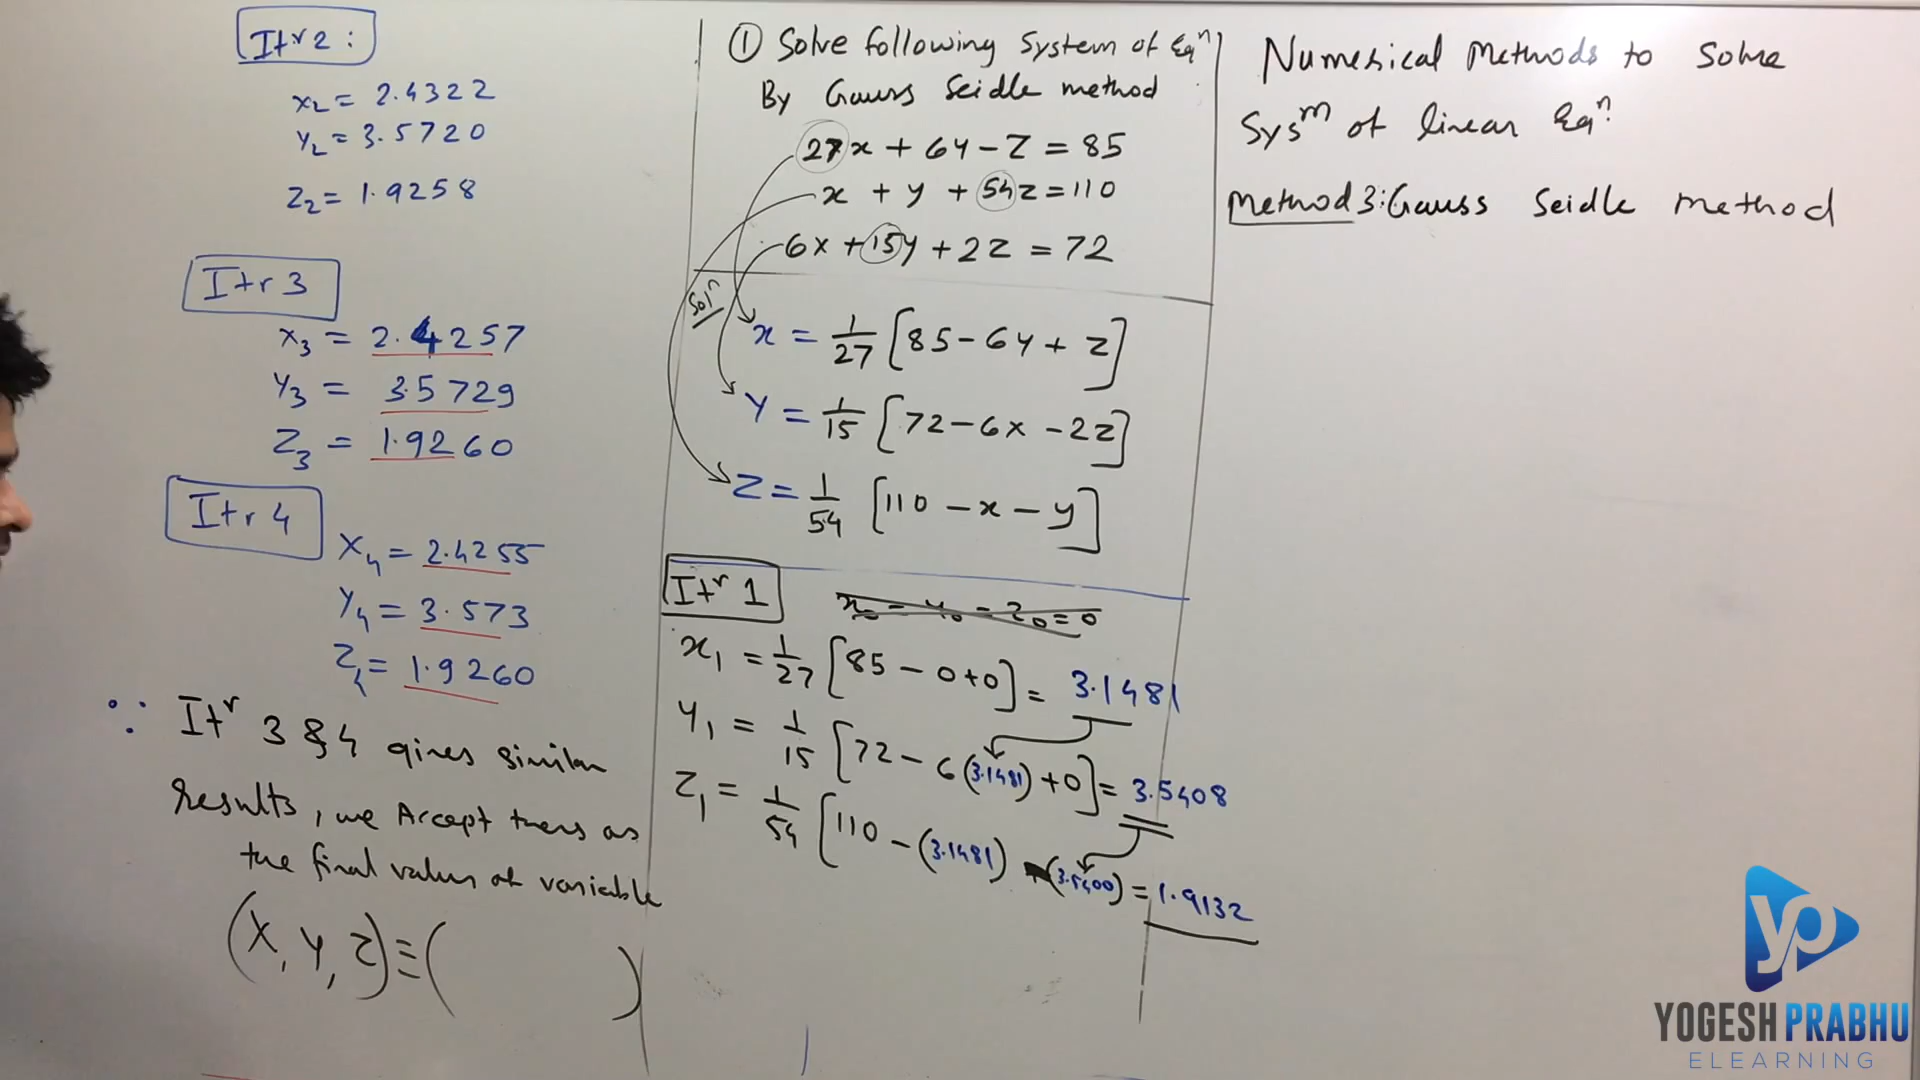 Itr 2 :
x2 = 2.4322
y2 = 3.5720
z2 = 1.9258
Itr 3
x3 = 2.4257
y3 = 3.5729
z3 = 1.9260
Itr 4
x4 = 2.4255
y4 = 3.573
z4 = 1.9260
∵ Itr 3 & 4 gives similar
results, we Accept them as
the final values of variable
(x, y, z) ≡ ( )
① Solve following system of Eqn
By Gauss Seidle method
27x + 6y - z = 85
x + y + 54z = 110
6x + 15y + 2z = 72
Soln
x = 1/27 [85 - 6y + z]
y = 1/15 [72 - 6x - 2z]
z = 1/54 [110 - x - y]
Itr 1
x0 = y0 = z0 = 0
x1 = 1/27 [85 - 0 + 0] = 3.1481
y1 = 1/15 [72 - 6(3.1481) + 0] = 3.5408
z1 = 1/54 [110 - (3.1481) - (3.5400) = 1.9132
Numerical Methods to Solve
Sysm of linear Eqn.
Method 3: Gauss Seidle method
yp
YOGESH PRABHU
ELEARNING